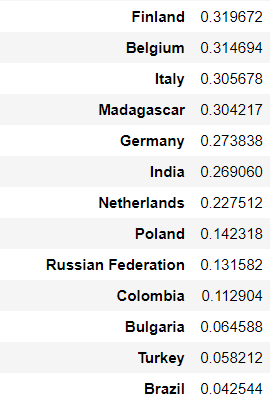 Finland 0.319672
Belgium 0.314694
Italy 0.305678
Madagascar 0.304217
Germany 0.273838
India 0.269060
Netherlands 0.227512
Poland 0.142318
Russian Federation 0.131582
Colombia 0.112904
Bulgaria 0.064588
Turkey 0.058212
Brazil 0.042544